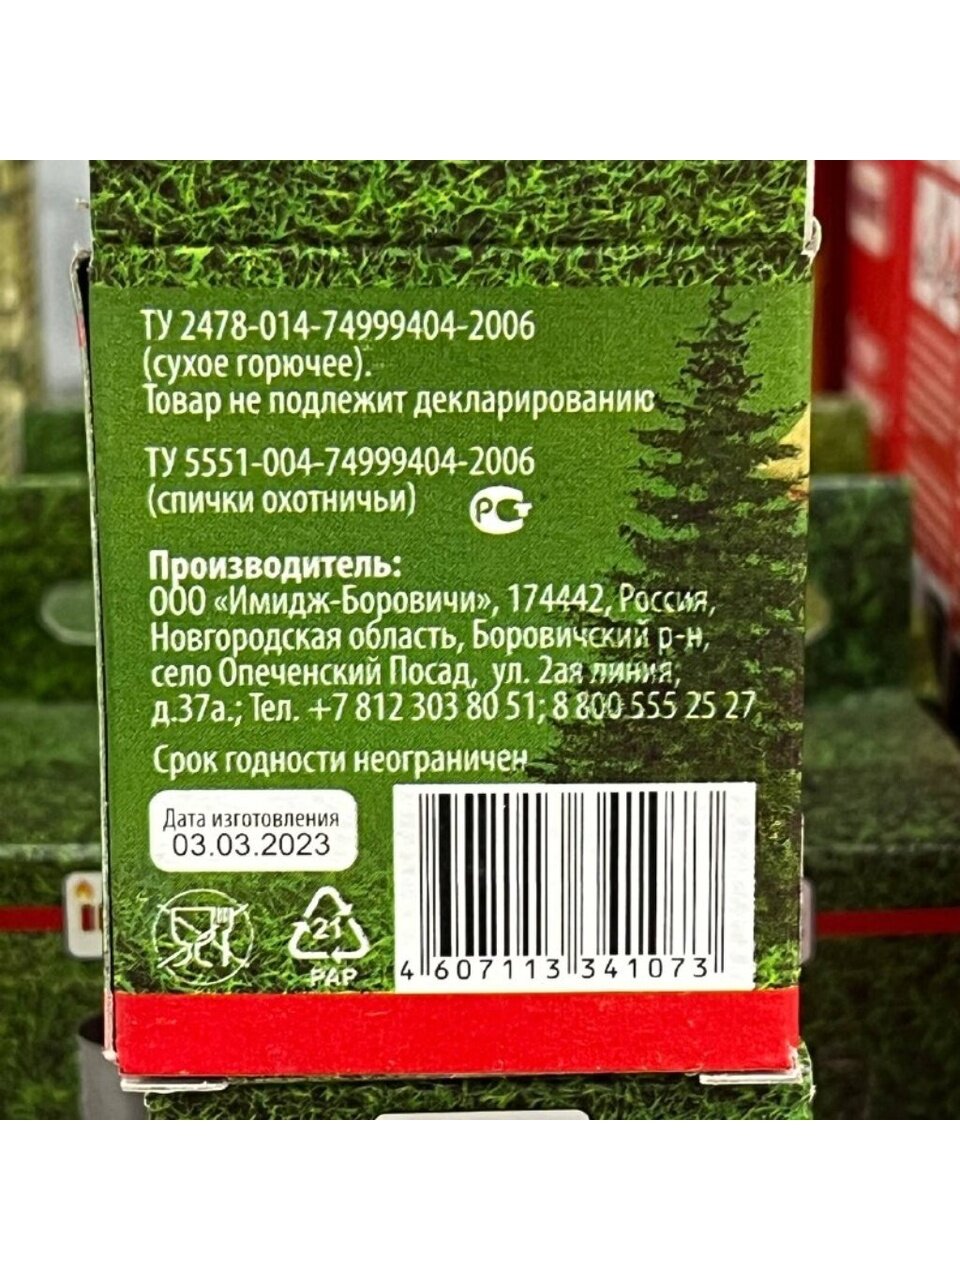 ТУ 2478-014-74999404-2006
(сухое горючее).
Товар не подлежит декларированию
ТУ 5551-004-74999404-2006
(спички охотничьи)
РСТ
Производитель:
ООО «Имидж-Боровичи», 174442, Россия,
Новгородская область, Боровичский р-н,
село Опеченский Посад, ул. 2ая линия,
д.37а.; Тел. +7 812 303 80 51; 8 800 555 25 27
Срок годности неограничен
Дата изготовления
03.03.2023
21
PAP
4 607113 341073